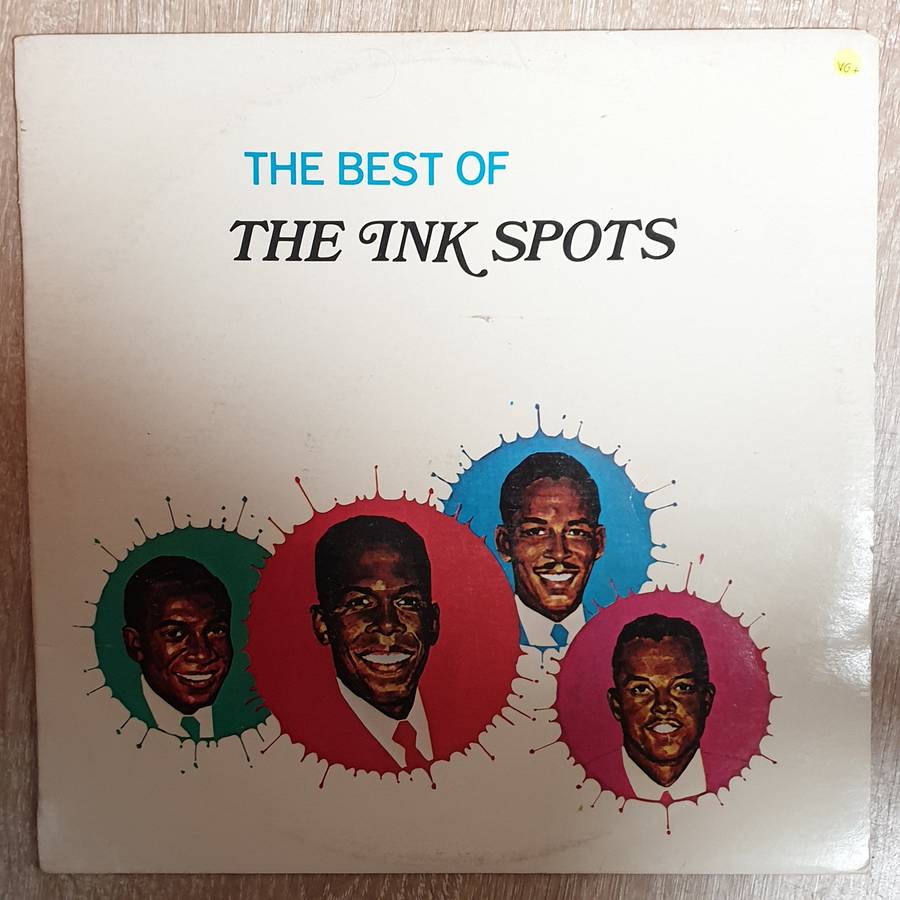 VG+
THE BEST OF
THE INK SPOTS